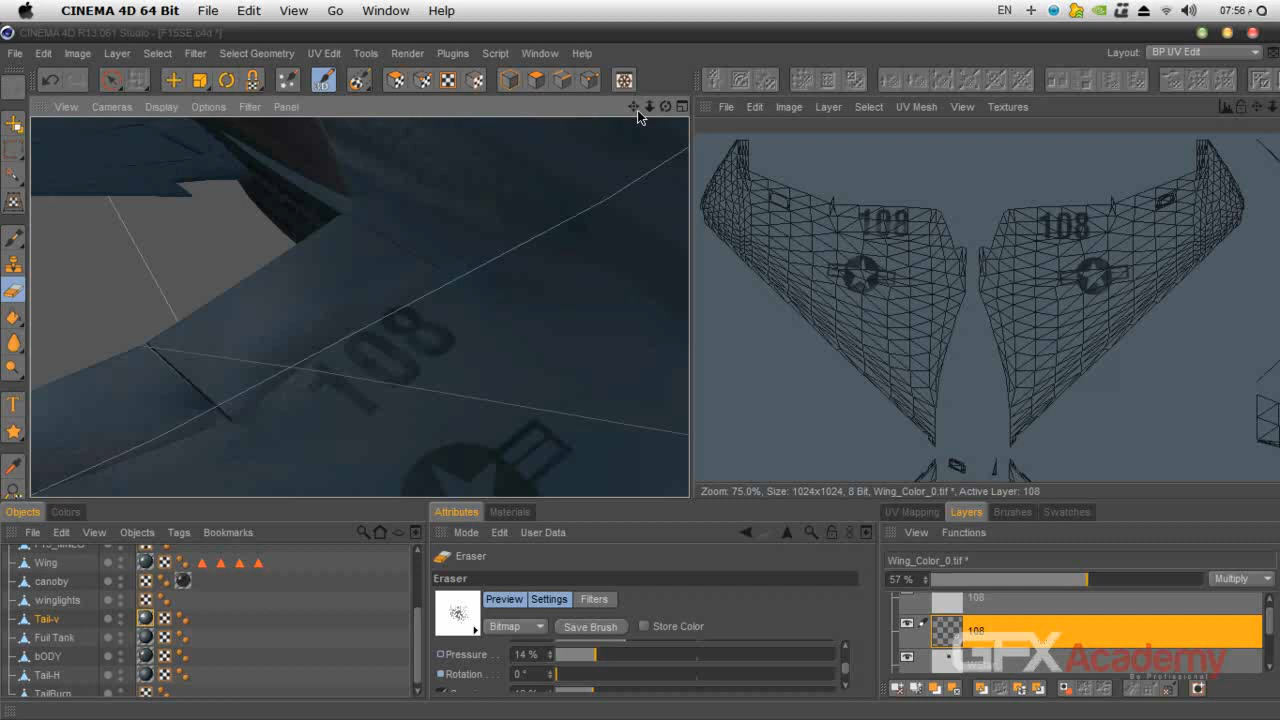 CINEMA 4D 64 Bit File Edit View Go Window Help EN 07:56 م
CINEMA 4D R13.061 Studio - [F15SE.c4d *]
File Edit Image Layer Select Filter Select Geometry UV Edit Tools Render Plugins Script Window Help Layout: BP UV Edit
3D
View Cameras Display Options Filter Panel
File Edit Image Layer Select UV Mesh View Textures
108
108
108
Zoom: 75.0%, Size: 1024x1024, 8 Bit, Wing_Color_0.tif *, Active Layer: 108
Objects Colors
File Edit View Objects Tags Bookmarks
Wing
canoby
winglights
Tail-v
Fuil Tank
bODY
Tail-H
TailBurn
Attributes Materials
Mode Edit User Data
Eraser
Eraser
Preview Settings Filters
Bitmap Save Brush Store Color
Pressure . . 14 %
Rotation . . . 0 °
UV Mapping Layers Brushes Swatches
View Functions
Wing_Color_0.tif *
57 % Multiply
108
108
GFX Academy
Be Professional